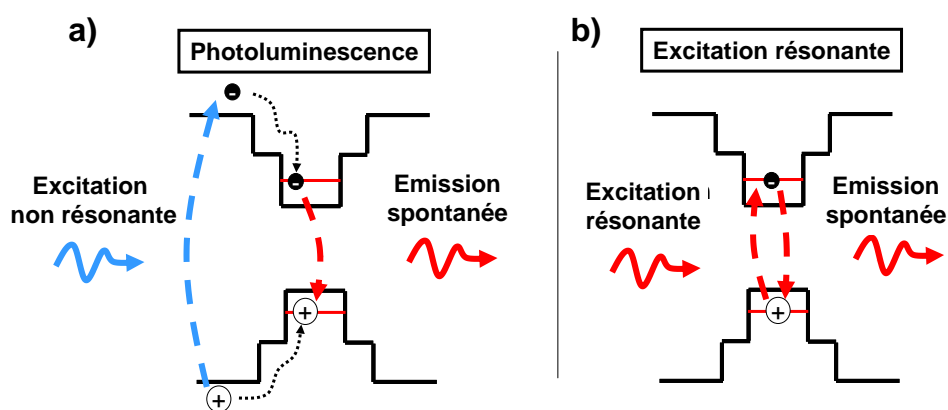 a)
Photoluminescence
Excitation
non résonante
Emission
spontanée
-
-
+
+
b)
Excitation résonante
Excitation
résonante
Emission
spontanée
-
+